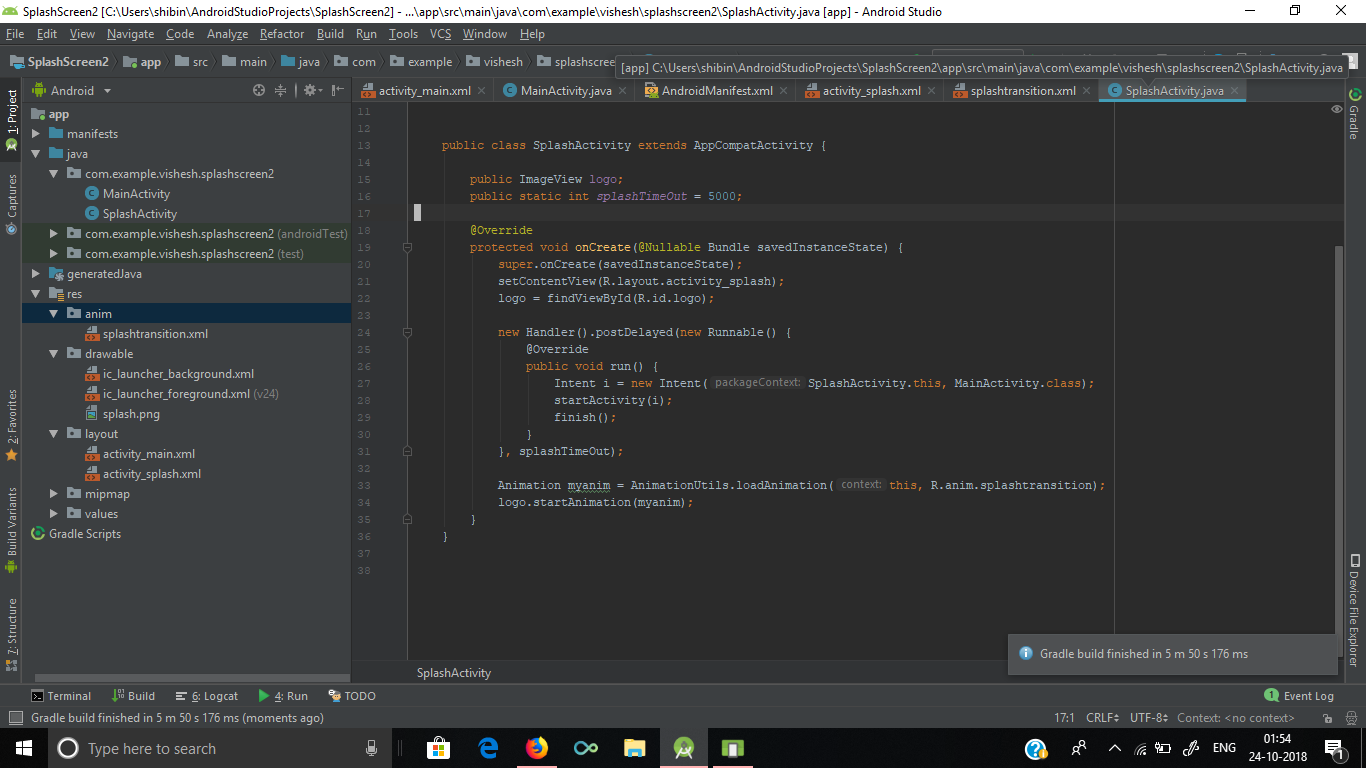 SplashScreen2 [C:\Users\shibin\AndroidStudioProjects\SplashScreen2] - ...\app\src\main\java\com\example\vishesh\splashscreen2\SplashActivity.java [app] - Android Studio
File Edit View Navigate Code Analyze Refactor Build Run Tools VCS Window Help
SplashScreen2 app src main java com example vishesh splashscreen
[app] C:\Users\shibin\AndroidStudioProjects\SplashScreen2\app\src\main\java\com\example\vishesh\splashscreen2\SplashActivity.java
Android
activity_main.xml MainActivity.java AndroidManifest.xml activity_splash.xml splashtransition.xml SplashActivity.java
1: Project
Captures
2: Favorites
Build Variants
7: Structure
app
manifests
java
com.example.vishesh.splashscreen2
MainActivity
SplashActivity
com.example.vishesh.splashscreen2 (androidTest)
com.example.vishesh.splashscreen2 (test)
generatedJava
res
anim
splashtransition.xml
drawable
ic_launcher_background.xml
ic_launcher_foreground.xml (v24)
splash.png
layout
activity_main.xml
activity_splash.xml
mipmap
values
Gradle Scripts
11
12
13 public class SplashActivity extends AppCompatActivity {
14
15 public ImageView logo;
16 public static int splashTimeOut = 5000;
17
18 @Override
19 protected void onCreate(@Nullable Bundle savedInstanceState) {
20 super.onCreate(savedInstanceState);
21 setContentView(R.layout.activity_splash);
22 logo = findViewById(R.id.logo);
23
24 new Handler().postDelayed(new Runnable() {
25 @Override
26 public void run() {
27 Intent i = new Intent( packageContext: SplashActivity.this, MainActivity.class);
28 startActivity(i);
29 finish();
30 }
31 }, splashTimeOut);
32
33 Animation myanim = AnimationUtils.loadAnimation( context: this, R.anim.splashtransition);
34 logo.startAnimation(myanim);
35 }
36 }
37
38
Gradle
Device File Explorer
Gradle build finished in 5 m 50 s 176 ms
SplashActivity
Terminal Build 6: Logcat 4: Run TODO 1 Event Log
Gradle build finished in 5 m 50 s 176 ms (moments ago) 17:1 CRLF UTF-8 Context: <no context>
Type here to search ENG 01:54
24-10-2018 1